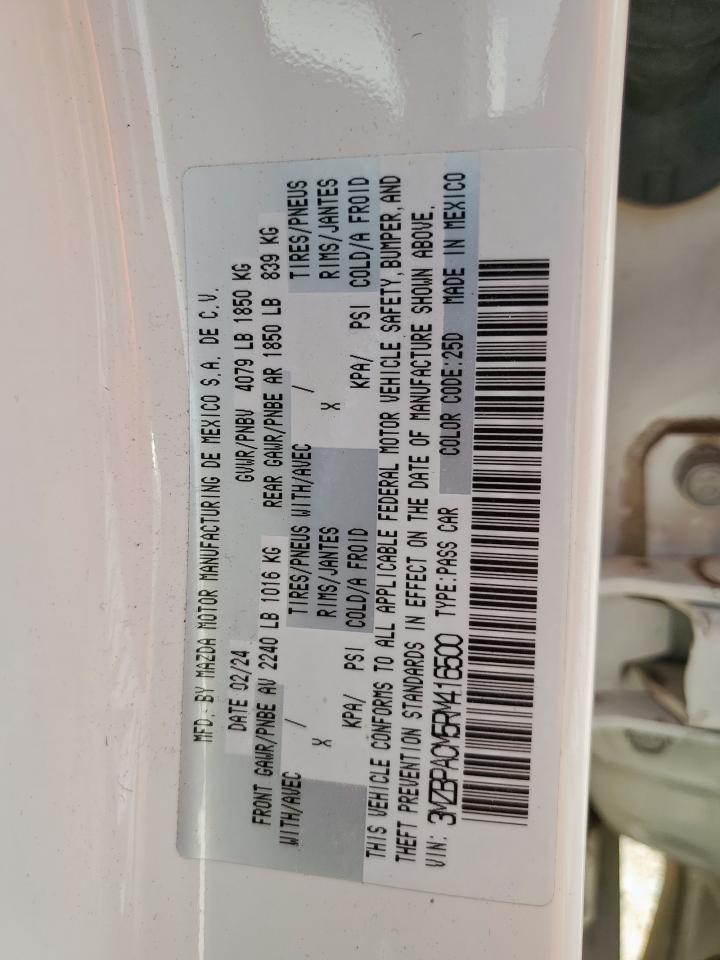 MFD. BY MAZDA MOTOR MANUFACTURING DE MEXICO S.A. DE C.V.
DATE 02/24 GVWR/PNBV 4079 LB 1850 KG
FRONT GAWR/PNBE AV 2240 LB 1016 KG REAR GAWR/PNBE AR 1850 LB 839 KG
WITH/AVEC TIRES/PNEUS WITH/AVEC TIRES/PNEUS
X / RIMS/JANTES X / RIMS/JANTES
KPA/ PSI COLD/A FROID KPA/ PSI COLD/A FROID
THIS VEHICLE CONFORMS TO ALL APPLICABLE FEDERAL MOTOR VEHICLE SAFETY, BUMPER, AND
THEFT PREVENTION STANDARDS IN EFFECT ON THE DATE OF MANUFACTURE SHOWN ABOVE.
VIN: 3MZBPACM5RM416500 TYPE:PASS CAR COLOR CODE:25D MADE IN MEXICO